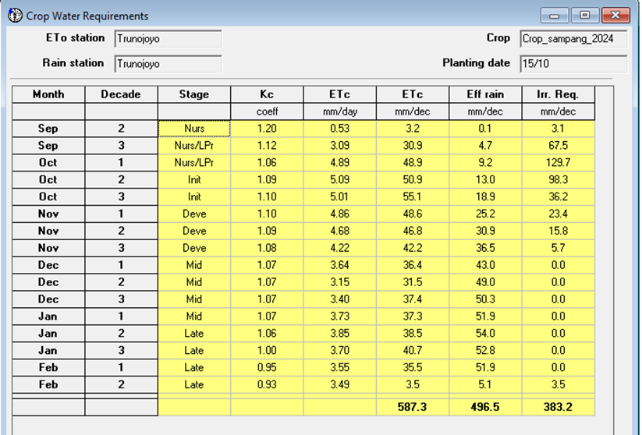 Crop Water Requirements
ETo station Trunojoyo Crop Crop_sampang_2024
Rain station Trunojoyo Planting date 15/10
Month Decade Stage Kc ETc ETc Eff rain Irr. Req.
coeff mm/day mm/dec mm/dec mm/dec
Sep 2 Nurs 1.20 0.53 3.2 0.1 3.1
Sep 3 Nurs/LPr 1.12 3.09 30.9 4.7 67.5
Oct 1 Nurs/LPr 1.06 4.89 48.9 9.2 129.7
Oct 2 Init 1.09 5.09 50.9 13.0 98.3
Oct 3 Init 1.10 5.01 55.1 18.9 36.2
Nov 1 Deve 1.10 4.86 48.6 25.2 23.4
Nov 2 Deve 1.09 4.68 46.8 30.9 15.8
Nov 3 Deve 1.08 4.22 42.2 36.5 5.7
Dec 1 Mid 1.07 3.64 36.4 43.0 0.0
Dec 2 Mid 1.07 3.15 31.5 49.0 0.0
Dec 3 Mid 1.07 3.40 37.4 50.3 0.0
Jan 1 Mid 1.07 3.73 37.3 51.9 0.0
Jan 2 Late 1.06 3.85 38.5 54.0 0.0
Jan 3 Late 1.00 3.70 40.7 52.8 0.0
Feb 1 Late 0.95 3.55 35.5 51.9 0.0
Feb 2 Late 0.93 3.49 3.5 5.1 3.5
587.3 496.5 383.2